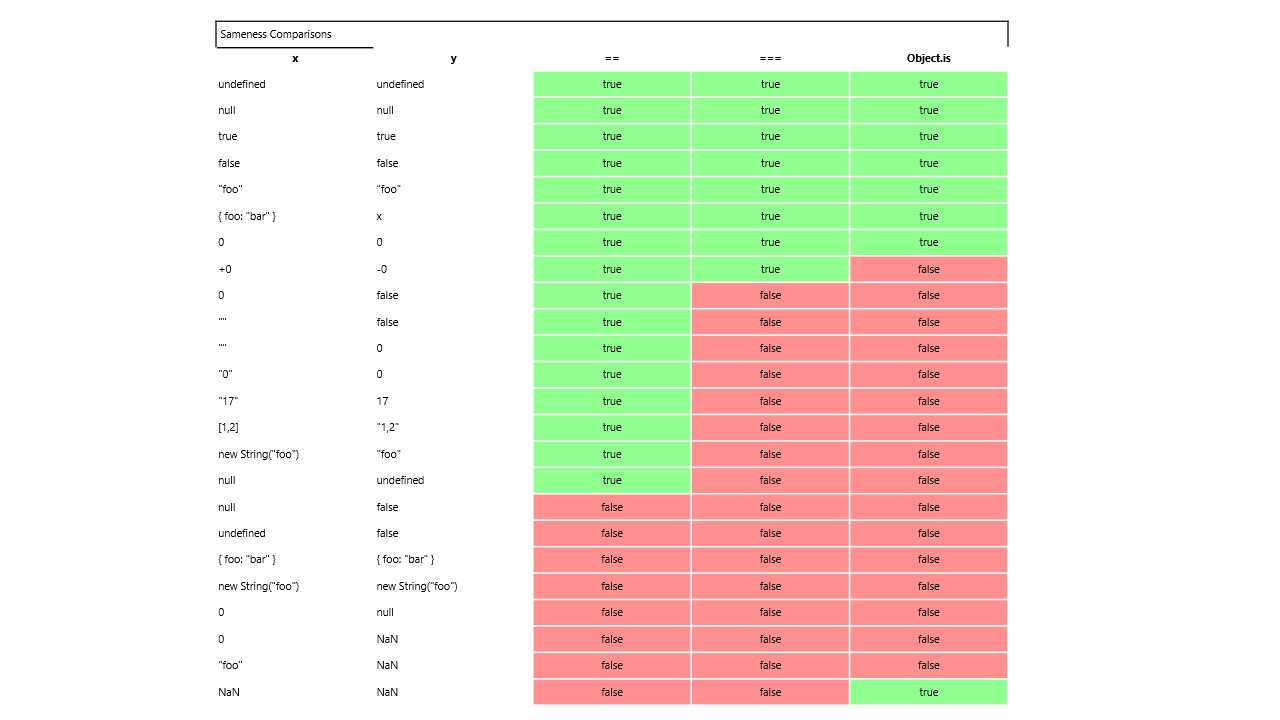 Sameness Comparisons
x y == === Object.is
undefined undefined true true true
null null true true true
true true true true true
false false true true true
"foo" "foo" true true true
{ foo: "bar" } x true true true
0 0 true true true
+0 -0 true true false
0 false true false false
"" false true false false
"" 0 true false false
"0" 0 true false false
"17" 17 true false false
[1,2] "1,2" true false false
new String("foo") "foo" true false false
null undefined true false false
null false false false false
undefined false false false false
{ foo: "bar" } { foo: "bar" } false false false
new String("foo") new String("foo") false false false
0 null false false false
0 NaN false false false
"foo" NaN false false false
NaN NaN false false true